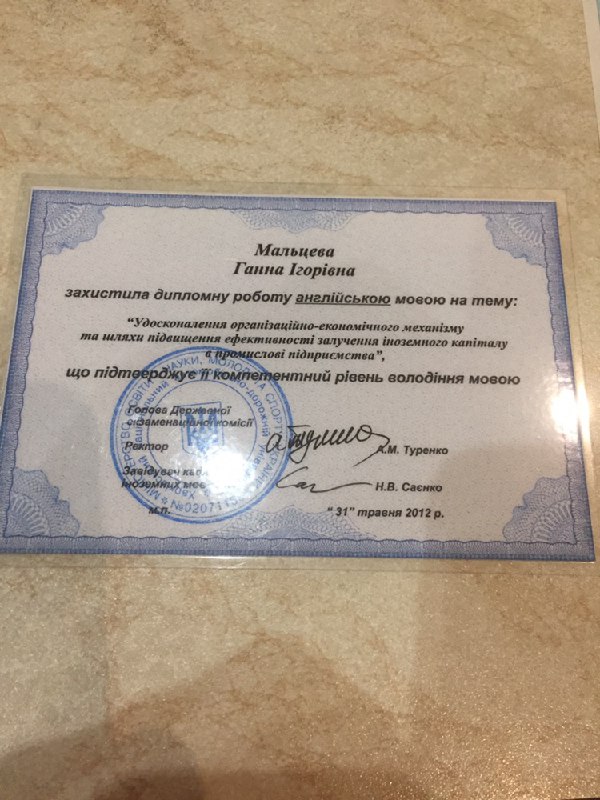 Мальцева
Ганна Ігорівна
захистила дипломну роботу англійською мовою на тему:
“Удосконалення організаційно-економічного механізму
та шляхи підвищення ефективності залучення іноземного капіталу
в промислові підприємства”,
що підтверджує її компетентний рівень володіння мовою
Голова Державної
екзаменаційної комісії
Ректор
А.М. Туренко
Завідувач
іноземних
Н.В. Саєнко
м.п.
“31” травня 2012 р.